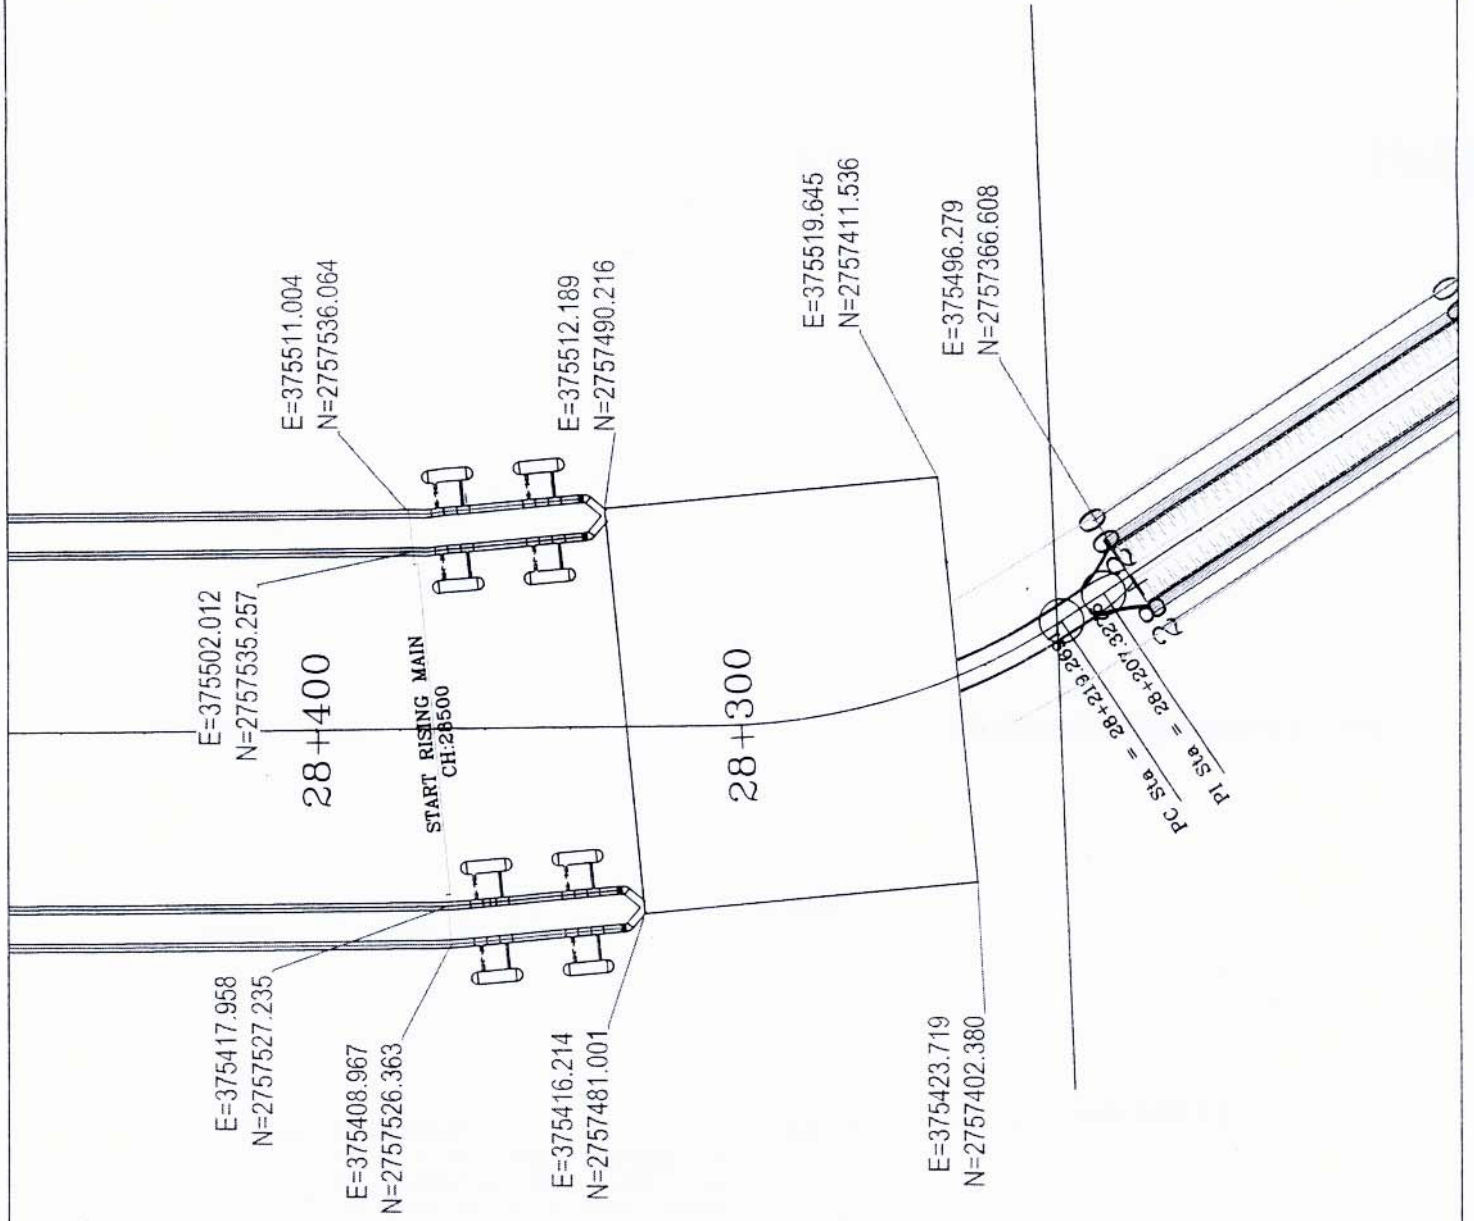 E=375511.004
N=2757536.064
E=375512.189
N=2757490.216
E=375519.645
N=2757411.536
E=375496.279
N=2757366.608
E=375502.012
N=2757535.257
28+400
START RISING MAIN
CH:28500
28+300
PC Sta = 28+219.26
PI Sta = 28+207.32
E=375417.958
N=2757527.235
E=375408.967
N=2757526.363
E=375416.214
N=2757481.001
E=375423.719
N=2757402.380